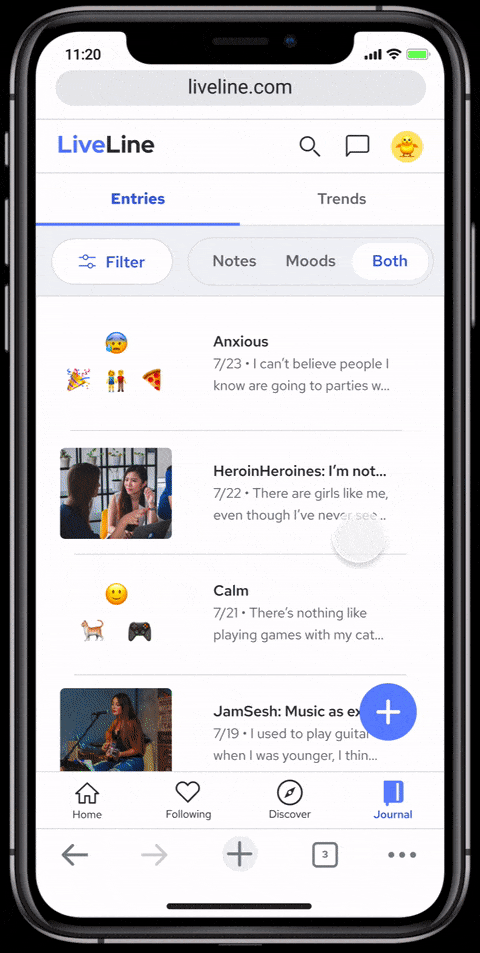 11:20
liveline.com
LiveLine
Entries
Trends
Filter
Notes
Moods
Both
Anxious
7/23 • I can’t believe people I
know are going to parties w...
HeroinHeroines: I’m not...
7/22 • There are girls like me,
even though I’ve never see...
Calm
7/21 • There’s nothing like
playing games with my cat...
JamSesh: Music as ex
7/19 • I used to play guitar
when I was younger, I thin...
Home
Following
Discover
Journal
3